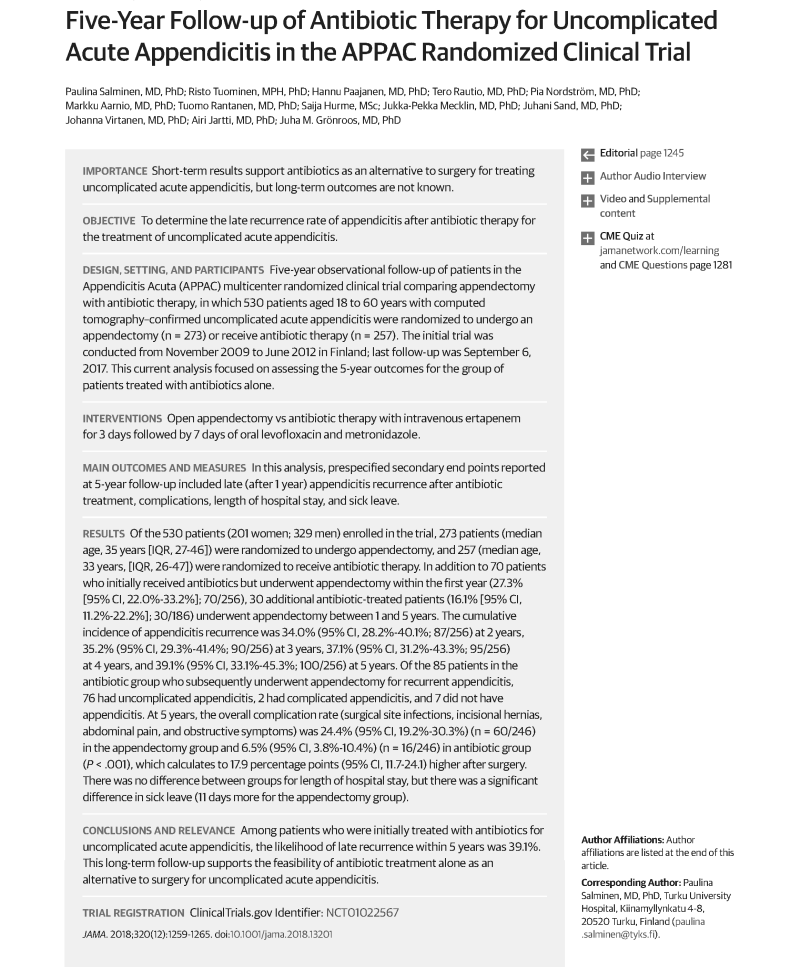 Five-Year Follow-up of Antibiotic Therapy for Uncomplicated
Acute Appendicitis in the APPAC Randomized Clinical Trial
Paulina Salminen, MD, PhD; Risto Tuominen, MPH, PhD; Hannu Paajanen, MD, PhD; Tero Rautio, MD, PhD; Pia Nordström, MD, PhD;
Markku Aarnio, MD, PhD; Tuomo Rantanen, MD, PhD; Saija Hurme, MSc; Jukka-Pekka Mecklin, MD, PhD; Juhani Sand, MD, PhD;
Johanna Virtanen, MD, PhD; Airi Jartti, MD, PhD; Juha M. Grönroos, MD, PhD
IMPORTANCE Short-term results support antibiotics as an alternative to surgery for treating
uncomplicated acute appendicitis, but long-term outcomes are not known.
OBJECTIVE To determine the late recurrence rate of appendicitis after antibiotic therapy for
the treatment of uncomplicated acute appendicitis.
DESIGN, SETTING, AND PARTICIPANTS Five-year observational follow-up of patients in the
Appendicitis Acuta (APPAC) multicenter randomized clinical trial comparing appendectomy
with antibiotic therapy, in which 530 patients aged 18 to 60 years with computed
tomography–confirmed uncomplicated acute appendicitis were randomized to undergo an
appendectomy (n = 273) or receive antibiotic therapy (n = 257). The initial trial was
conducted from November 2009 to June 2012 in Finland; last follow-up was September 6,
2017. This current analysis focused on assessing the 5-year outcomes for the group of
patients treated with antibiotics alone.
INTERVENTIONS Open appendectomy vs antibiotic therapy with intravenous ertapenem
for 3 days followed by 7 days of oral levofloxacin and metronidazole.
MAIN OUTCOMES AND MEASURES In this analysis, prespecified secondary end points reported
at 5-year follow-up included late (after 1 year) appendicitis recurrence after antibiotic
treatment, complications, length of hospital stay, and sick leave.
RESULTS Of the 530 patients (201 women; 329 men) enrolled in the trial, 273 patients (median
age, 35 years [IQR, 27-46]) were randomized to undergo appendectomy, and 257 (median age,
33 years, [IQR, 26-47]) were randomized to receive antibiotic therapy. In addition to 70 patients
who initially received antibiotics but underwent appendectomy within the first year (27.3%
[95% CI, 22.0%-33.2%]; 70/256), 30 additional antibiotic-treated patients (16.1% [95% CI,
11.2%-22.2%]; 30/186) underwent appendectomy between 1 and 5 years. The cumulative
incidence of appendicitis recurrence was 34.0% (95% CI, 28.2%-40.1%; 87/256) at 2 years,
35.2% (95% CI, 29.3%-41.4%; 90/256) at 3 years, 37.1% (95% CI, 31.2%-43.3%; 95/256)
at 4 years, and 39.1% (95% CI, 33.1%-45.3%; 100/256) at 5 years. Of the 85 patients in the
antibiotic group who subsequently underwent appendectomy for recurrent appendicitis,
76 had uncomplicated appendicitis, 2 had complicated appendicitis, and 7 did not have
appendicitis. At 5 years, the overall complication rate (surgical site infections, incisional hernias,
abdominal pain, and obstructive symptoms) was 24.4% (95% CI, 19.2%-30.3%) (n = 60/246)
in the appendectomy group and 6.5% (95% CI, 3.8%-10.4%) (n = 16/246) in antibiotic group
(P < .001), which calculates to 17.9 percentage points (95% CI, 11.7-24.1) higher after surgery.
There was no difference between groups for length of hospital stay, but there was a significant
difference in sick leave (11 days more for the appendectomy group).
CONCLUSIONS AND RELEVANCE Among patients who were initially treated with antibiotics for
uncomplicated acute appendicitis, the likelihood of late recurrence within 5 years was 39.1%.
This long-term follow-up supports the feasibility of antibiotic treatment alone as an
alternative to surgery for uncomplicated acute appendicitis.
TRIAL REGISTRATION ClinicalTrials.gov Identifier: NCT01022567
JAMA. 2018;320(12):1259-1265. doi:10.1001/jama.2018.13201
Editorial page 1245
Author Audio Interview
Video and Supplemental
content
CME Quiz at
jamanetwork.com/learning
and CME Questions page 1281
Author Affiliations: Author
affiliations are listed at the end of this
article.
Corresponding Author: Paulina
Salminen, MD, PhD, Turku University
Hospital, Kiinamyllynkatu 4-8,
20520 Turku, Finland (paulina
.salminen@tyks.fi).